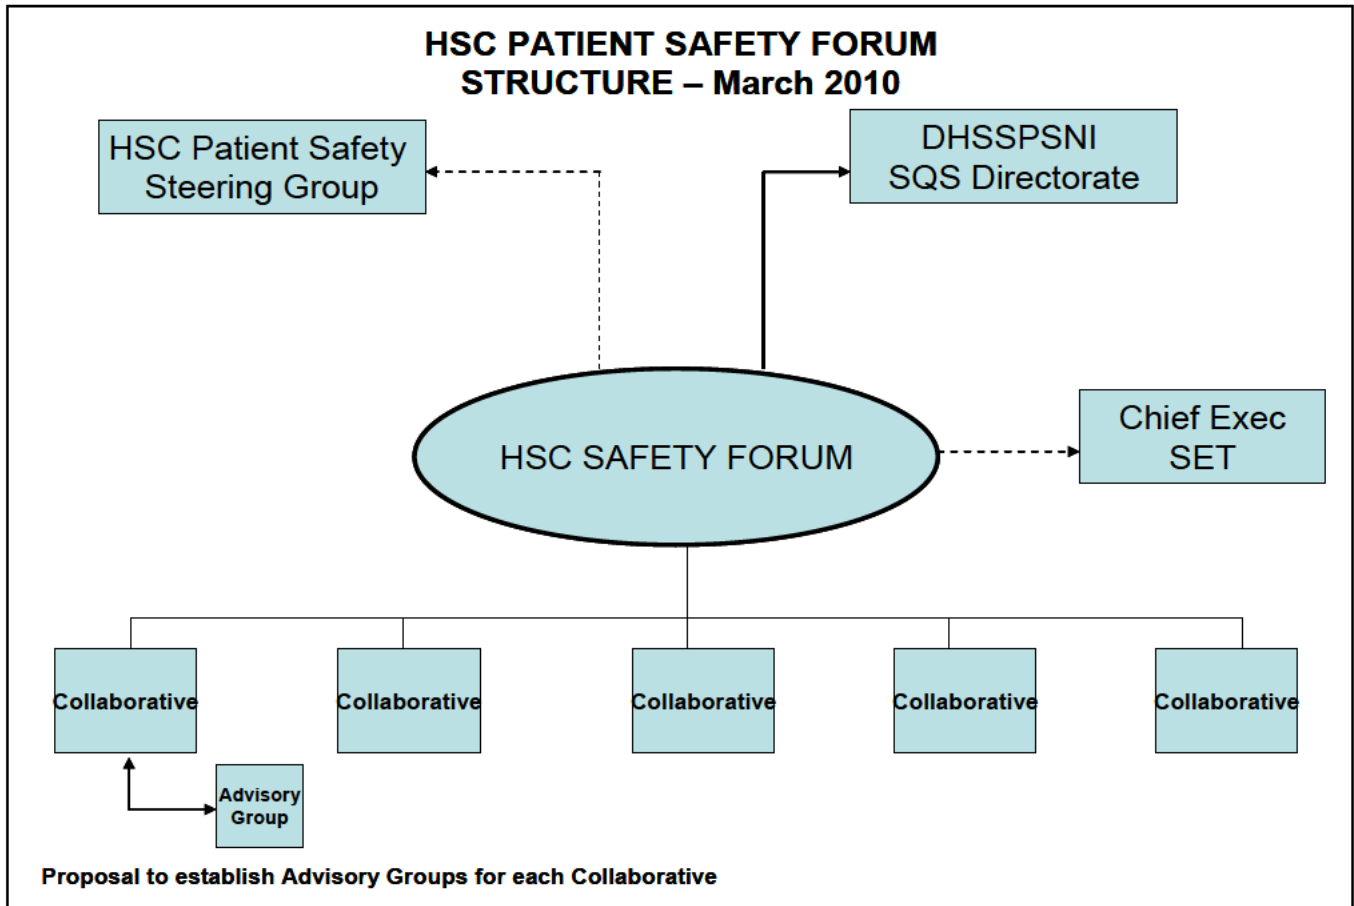 HSC PATIENT SAFETY FORUM
STRUCTURE – March 2010
HSC Patient Safety
Steering Group
DHSSPSNI
SQS Directorate
HSC SAFETY FORUM
Chief Exec
SET
Collaborative
Collaborative
Collaborative
Collaborative
Collaborative
Advisory
Group
Proposal to establish Advisory Groups for each Collaborative